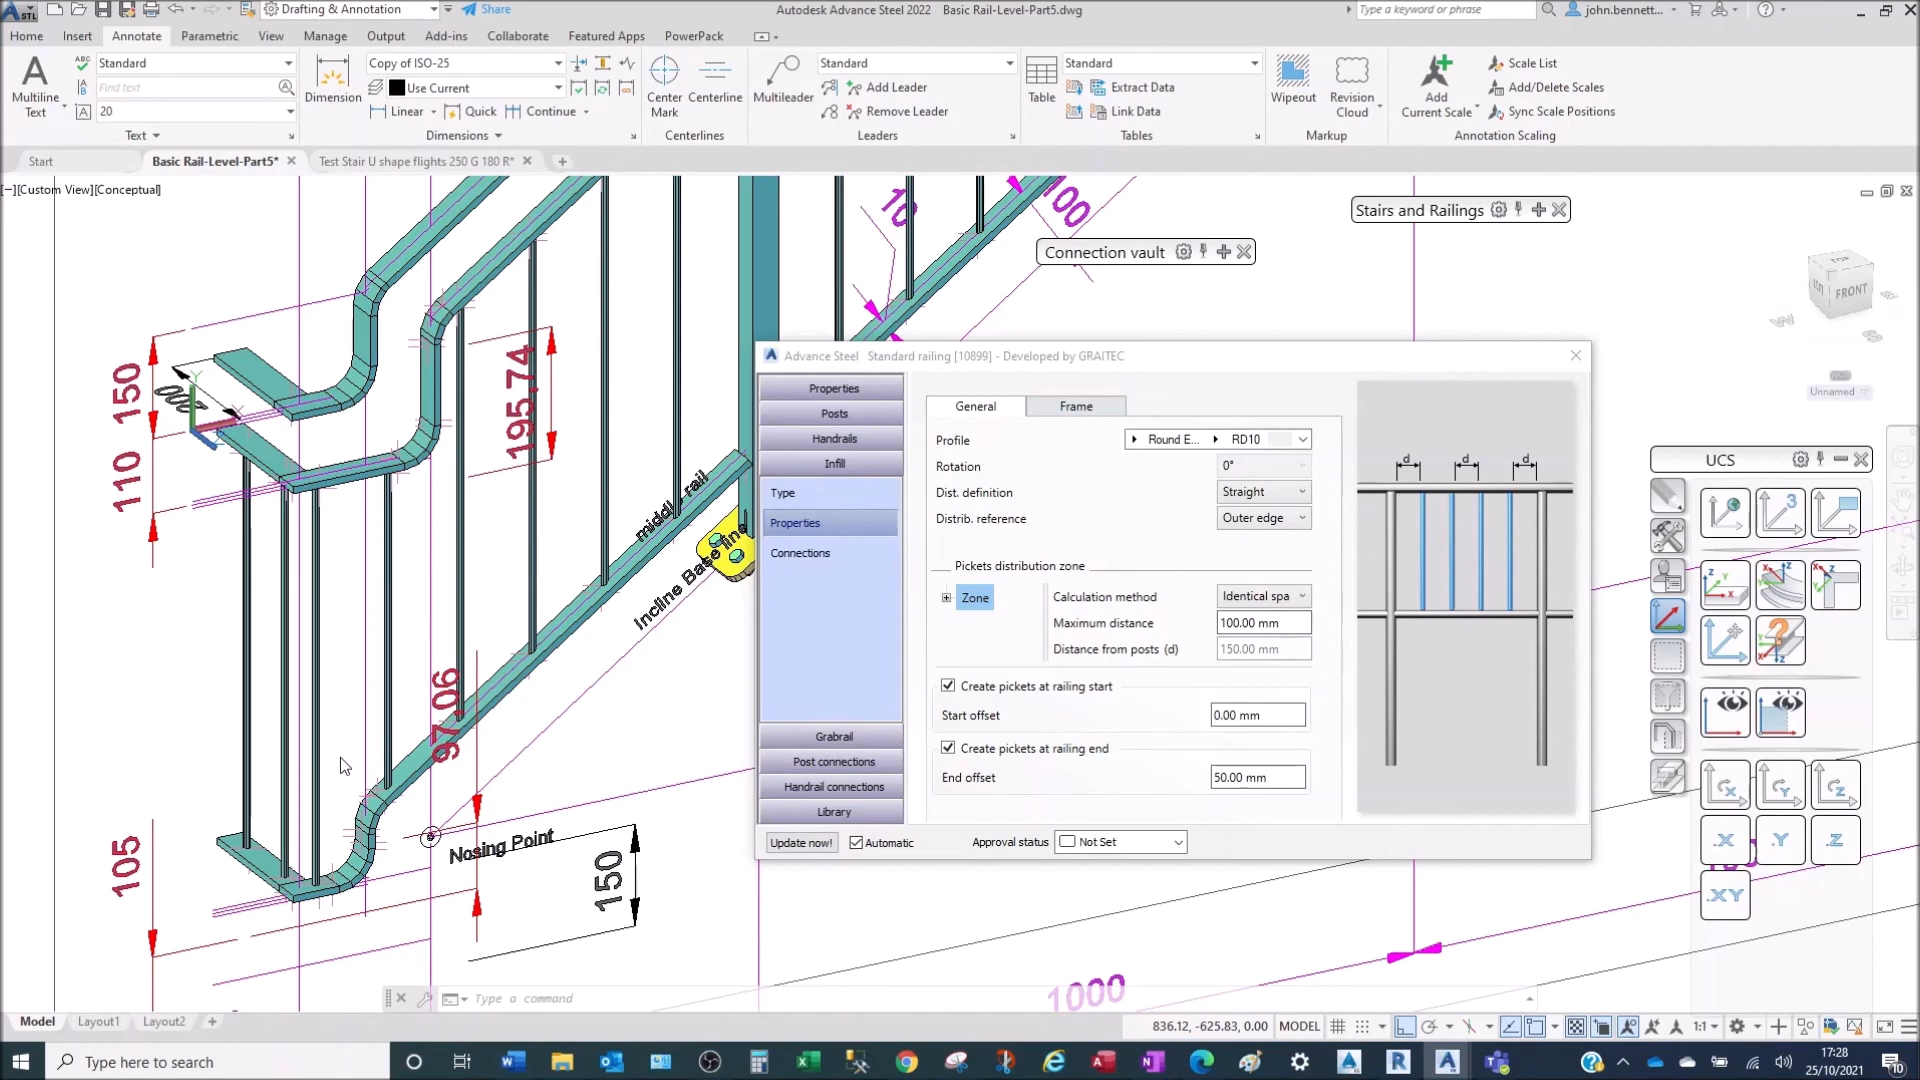 STL
Drafting & Annotation
Share
Autodesk Advance Steel 2022 Basic Rail-Level-Part5.dwg
Type a keyword or phrase
john.bennett...
Home Insert Annotate Parametric View Manage Output Add-ins Collaborate Featured Apps PowerPack
ABC Standard
Copy of ISO-25
Standard
Standard
Scale List
Find text
Use Current
Add Leader
Extract Data
Add/Delete Scales
Multiline
Text
20
Dimension
Linear Quick Continue
Center
Mark
Centerline
Multileader
Remove Leader
Table
Link Data
Wipeout
Revision
Cloud
Add
Current Scale
Sync Scale Positions
Text Dimensions Centerlines Leaders Tables Markup Annotation Scaling
Start Basic Rail-Level-Part5* Test Stair U shape flights 250 G 180 R*
[−][Custom View][Conceptual]
10
100
Stairs and Railings
Connection vault
TOP
FRONT
W
Unnamed
150
200
Y
X
110
195,74
middle rail
Incline Base line
97,06
105
Nosing Point
150
1000
Advance Steel Standard railing [10899] - Developed by GRAITEC
Properties
Posts
Handrails
Infill
Type
Properties
Connections
Grabrail
Post connections
Handrail connections
Library
General Frame
Profile Round E... RD10
Rotation 0°
Dist. definition Straight
Distrib. reference Outer edge
Pickets distribution zone
Zone
Calculation method Identical spa
Maximum distance 100.00 mm
Distance from posts (d) 150.00 mm
Create pickets at railing start
Start offset 0.00 mm
Create pickets at railing end
End offset 50.00 mm
d d d
Update now! Automatic Approval status Not Set
UCS
3
X Y Z
.X .Y .Z
.XY
Type a command
Model Layout1 Layout2
836.12, -625.83, 0.00 MODEL
1:1
Type here to search
17:28
25/10/2021
10